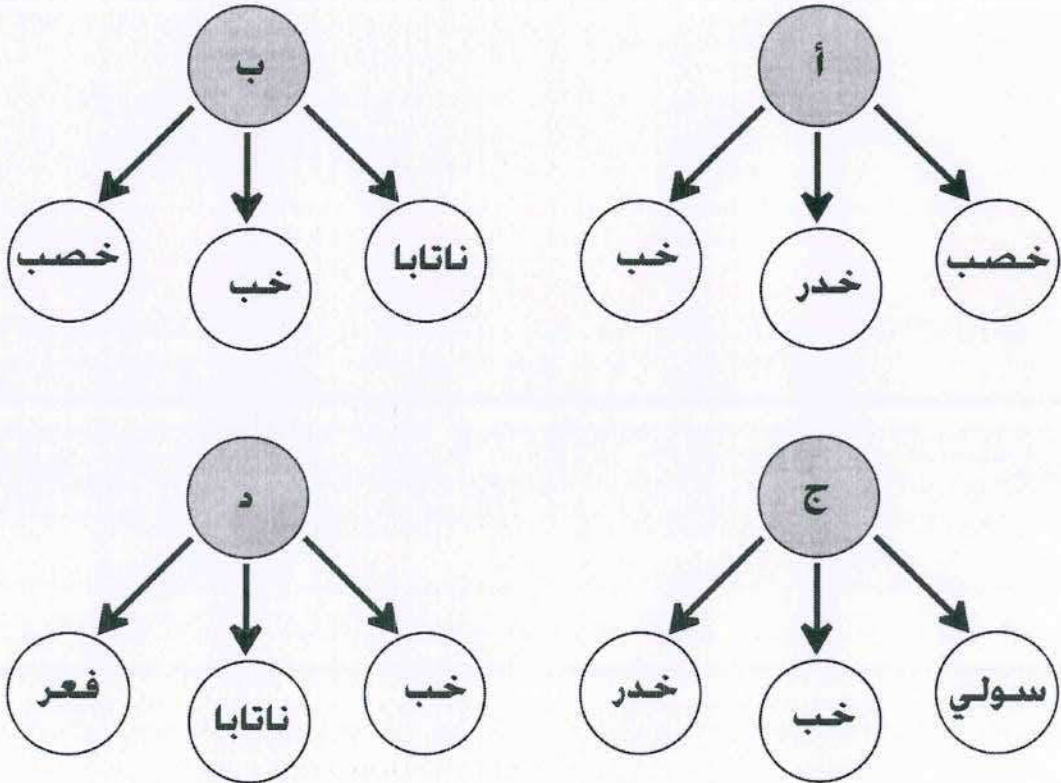 أ ب
خصب خدر خب ناتابا خب خصب
ج د
سولي خب خدر خب ناتابا فعر